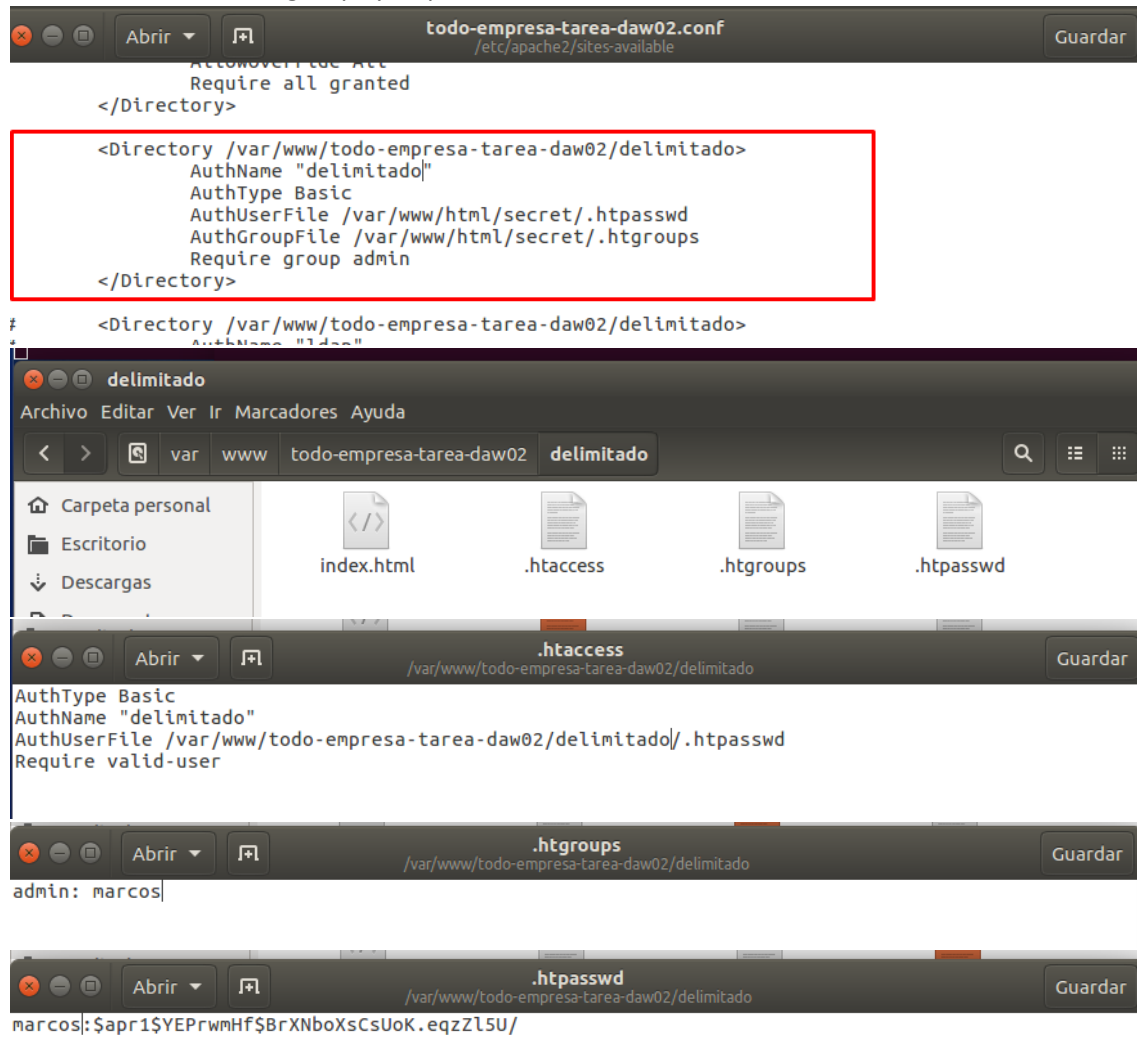 Abrir
todo-empresa-tarea-daw02.conf
/etc/apache2/sites-available
Guardar
AllowOverride All
Require all granted
</Directory>
<Directory /var/www/todo-empresa-tarea-daw02/delimitado>
AuthName "delimitado"
AuthType Basic
AuthUserFile /var/www/html/secret/.htpasswd
AuthGroupFile /var/www/html/secret/.htgroups
Require group admin
</Directory>
# <Directory /var/www/todo-empresa-tarea-daw02/delimitado>
# AuthName "ldap"
delimitado
Archivo Editar Ver Ir Marcadores Ayuda
var www todo-empresa-tarea-daw02 delimitado
Carpeta personal
Escritorio
Descargas
index.html .htaccess .htgroups .htpasswd
Abrir
.htaccess
/var/www/todo-empresa-tarea-daw02/delimitado
Guardar
AuthType Basic
AuthName "delimitado"
AuthUserFile /var/www/todo-empresa-tarea-daw02/delimitado/.htpasswd
Require valid-user
Abrir
.htgroups
/var/www/todo-empresa-tarea-daw02/delimitado
Guardar
admin: marcos
Abrir
.htpasswd
/var/www/todo-empresa-tarea-daw02/delimitado
Guardar
marcos:$apr1$YEPrwmHf$BrXNboXsCsUoK.eqzZl5U/